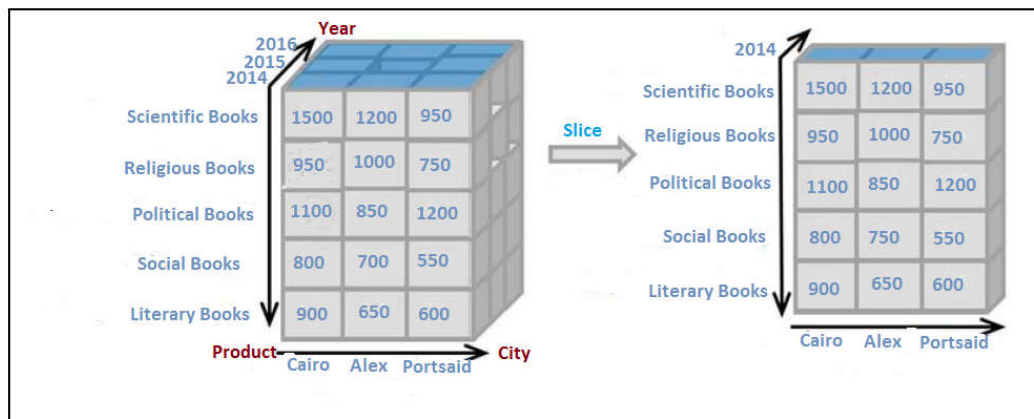 Year
2016
2015
2014
Scientific Books 1500 1200 950
Religious Books 950 1000 750
Political Books 1100 850 1200
Social Books 800 700 550
Literary Books 900 650 600
Product City
Cairo Alex Portsaid
Slice
2014
Scientific Books 1500 1200 950
Religious Books 950 1000 750
Political Books 1100 850 1200
Social Books 800 750 550
Literary Books 900 650 600
Cairo Alex Portsaid